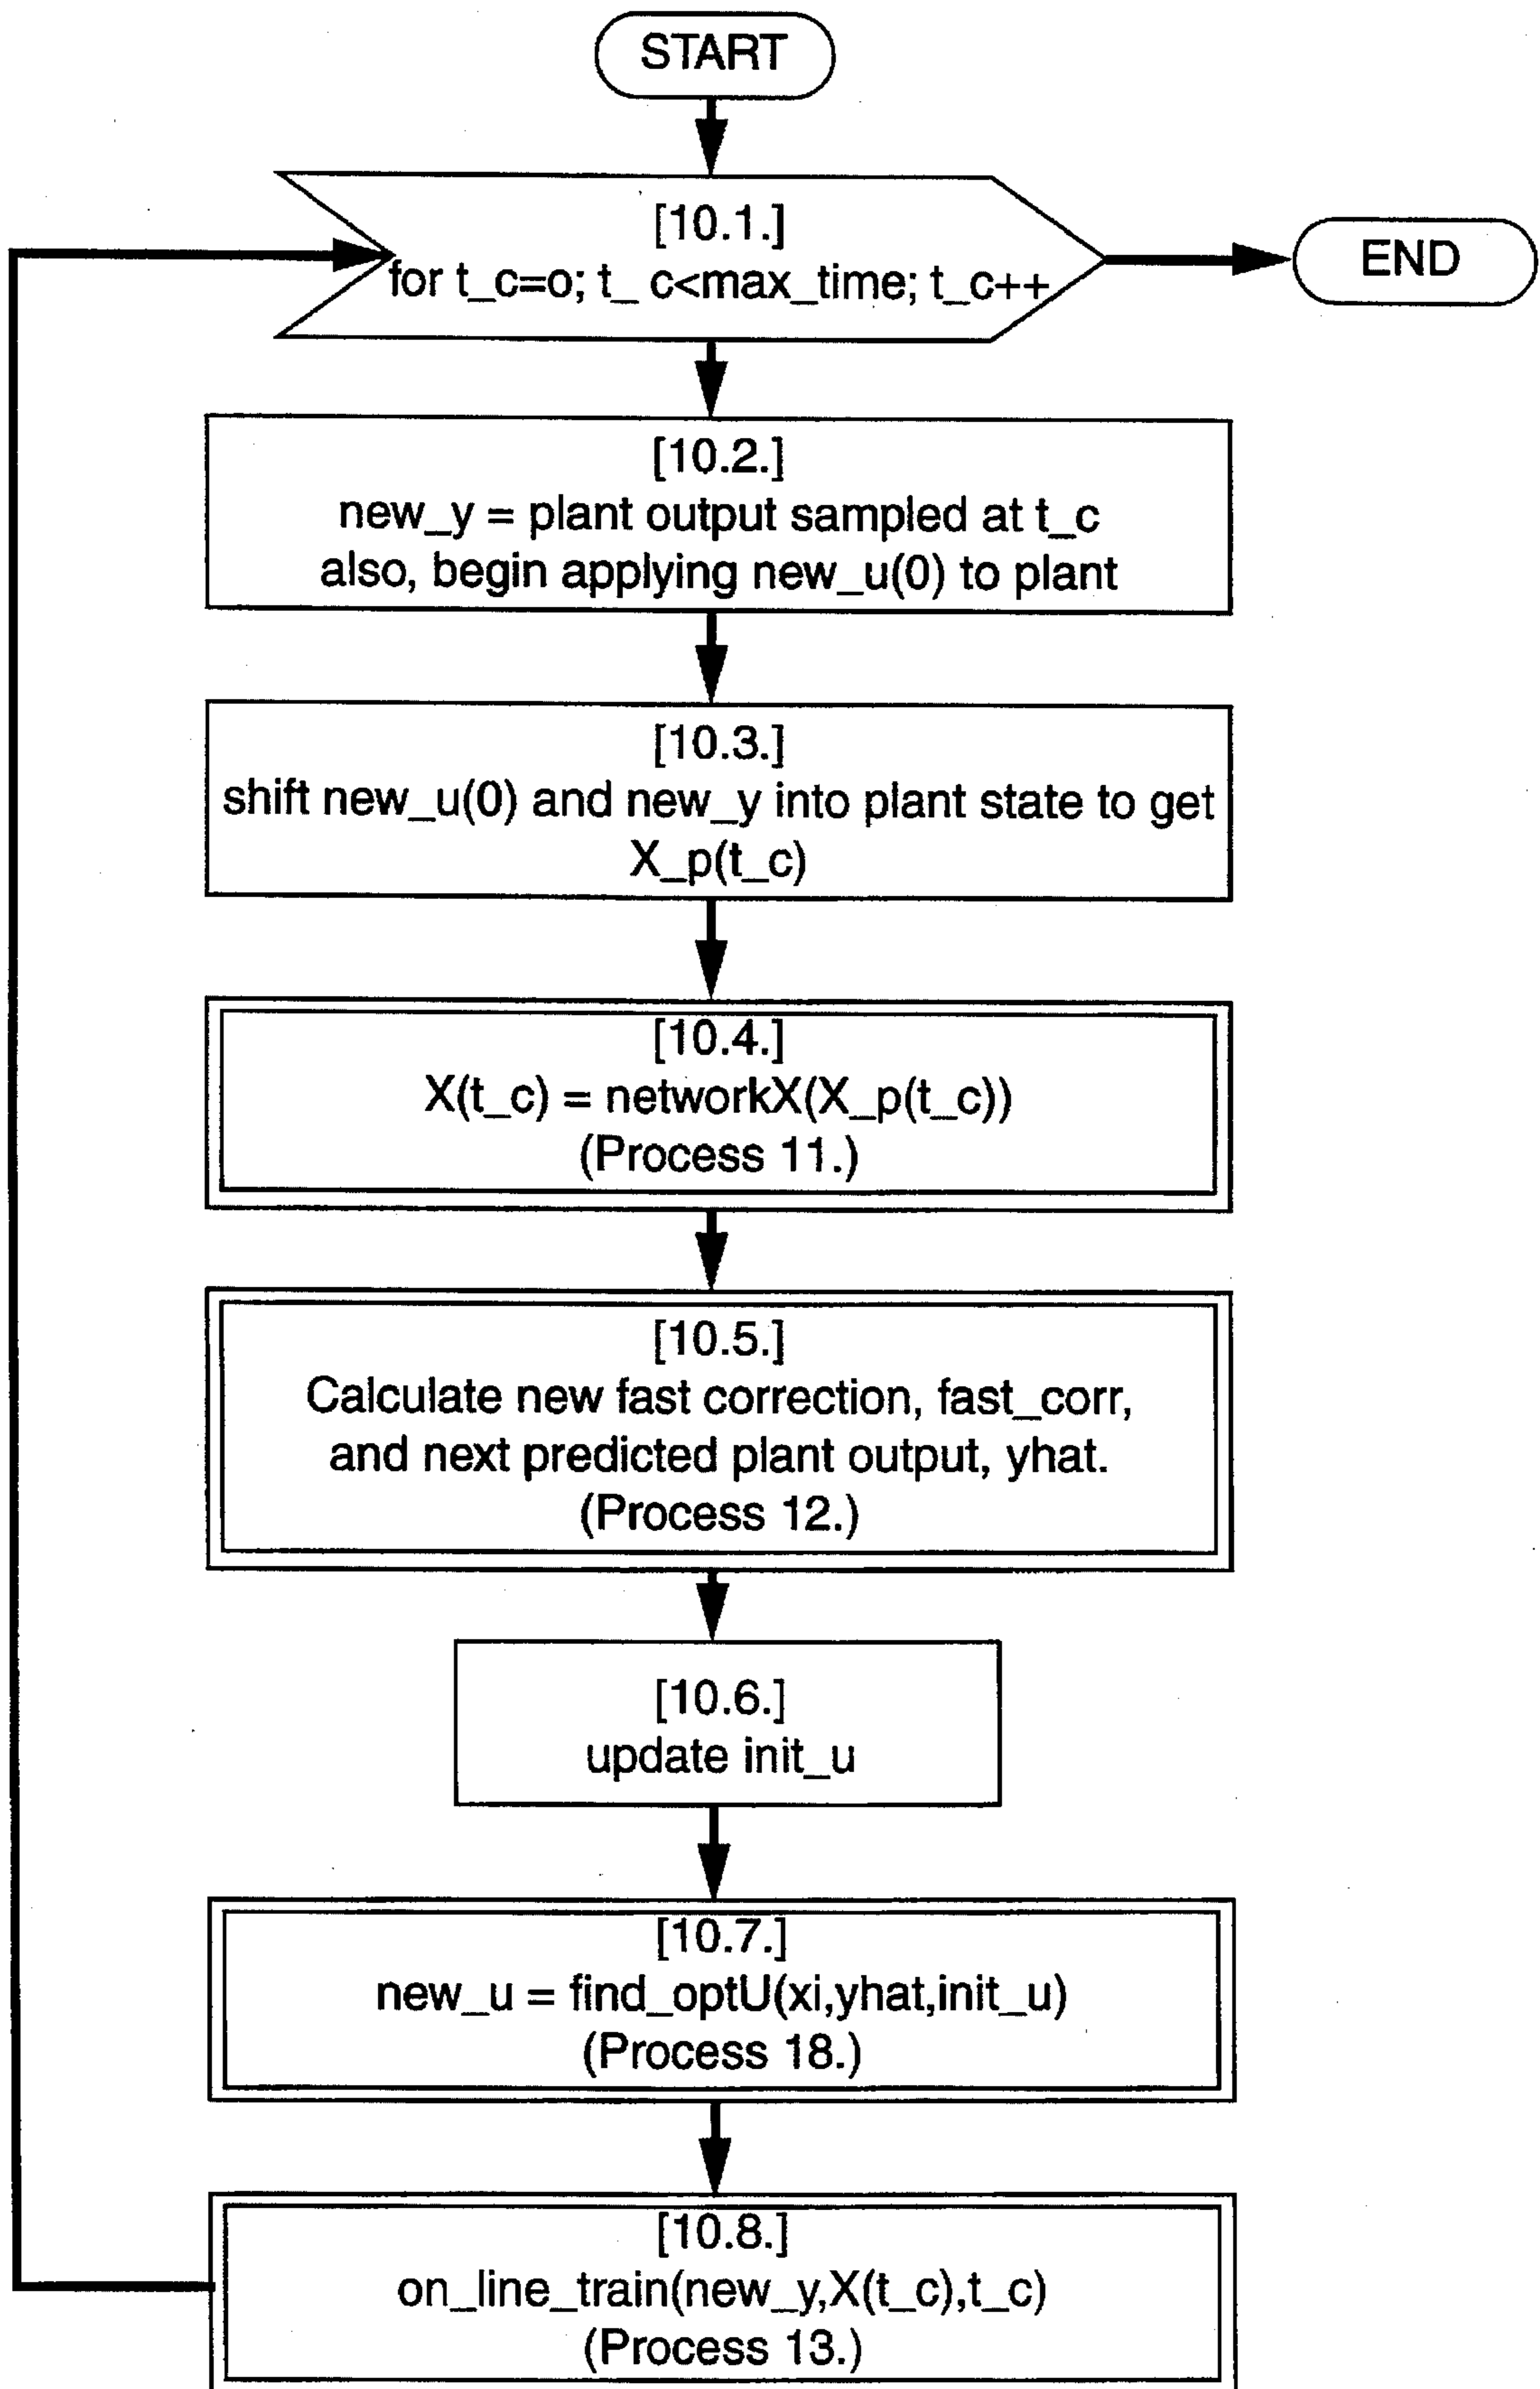 START
[10.1.]
for t_c=o; t_ c<max_time; t_c++
END
[10.2.]
new_y = plant output sampled at t_c
also, begin applying new_u(0) to plant
[10.3.]
shift new_u(0) and new_y into plant state to get
X_p(t_c)
[10.4.]
X(t_c) = networkX(X_p(t_c))
(Process 11.)
[10.5.]
Calculate new fast correction, fast_corr,
and next predicted plant output, yhat.
(Process 12.)
[10.6.]
update init_u
[10.7.]
new_u = find_optU(xi,yhat,init_u)
(Process 18.)
[10.8.]
on_line_train(new_y,X(t_c),t_c)
(Process 13.)